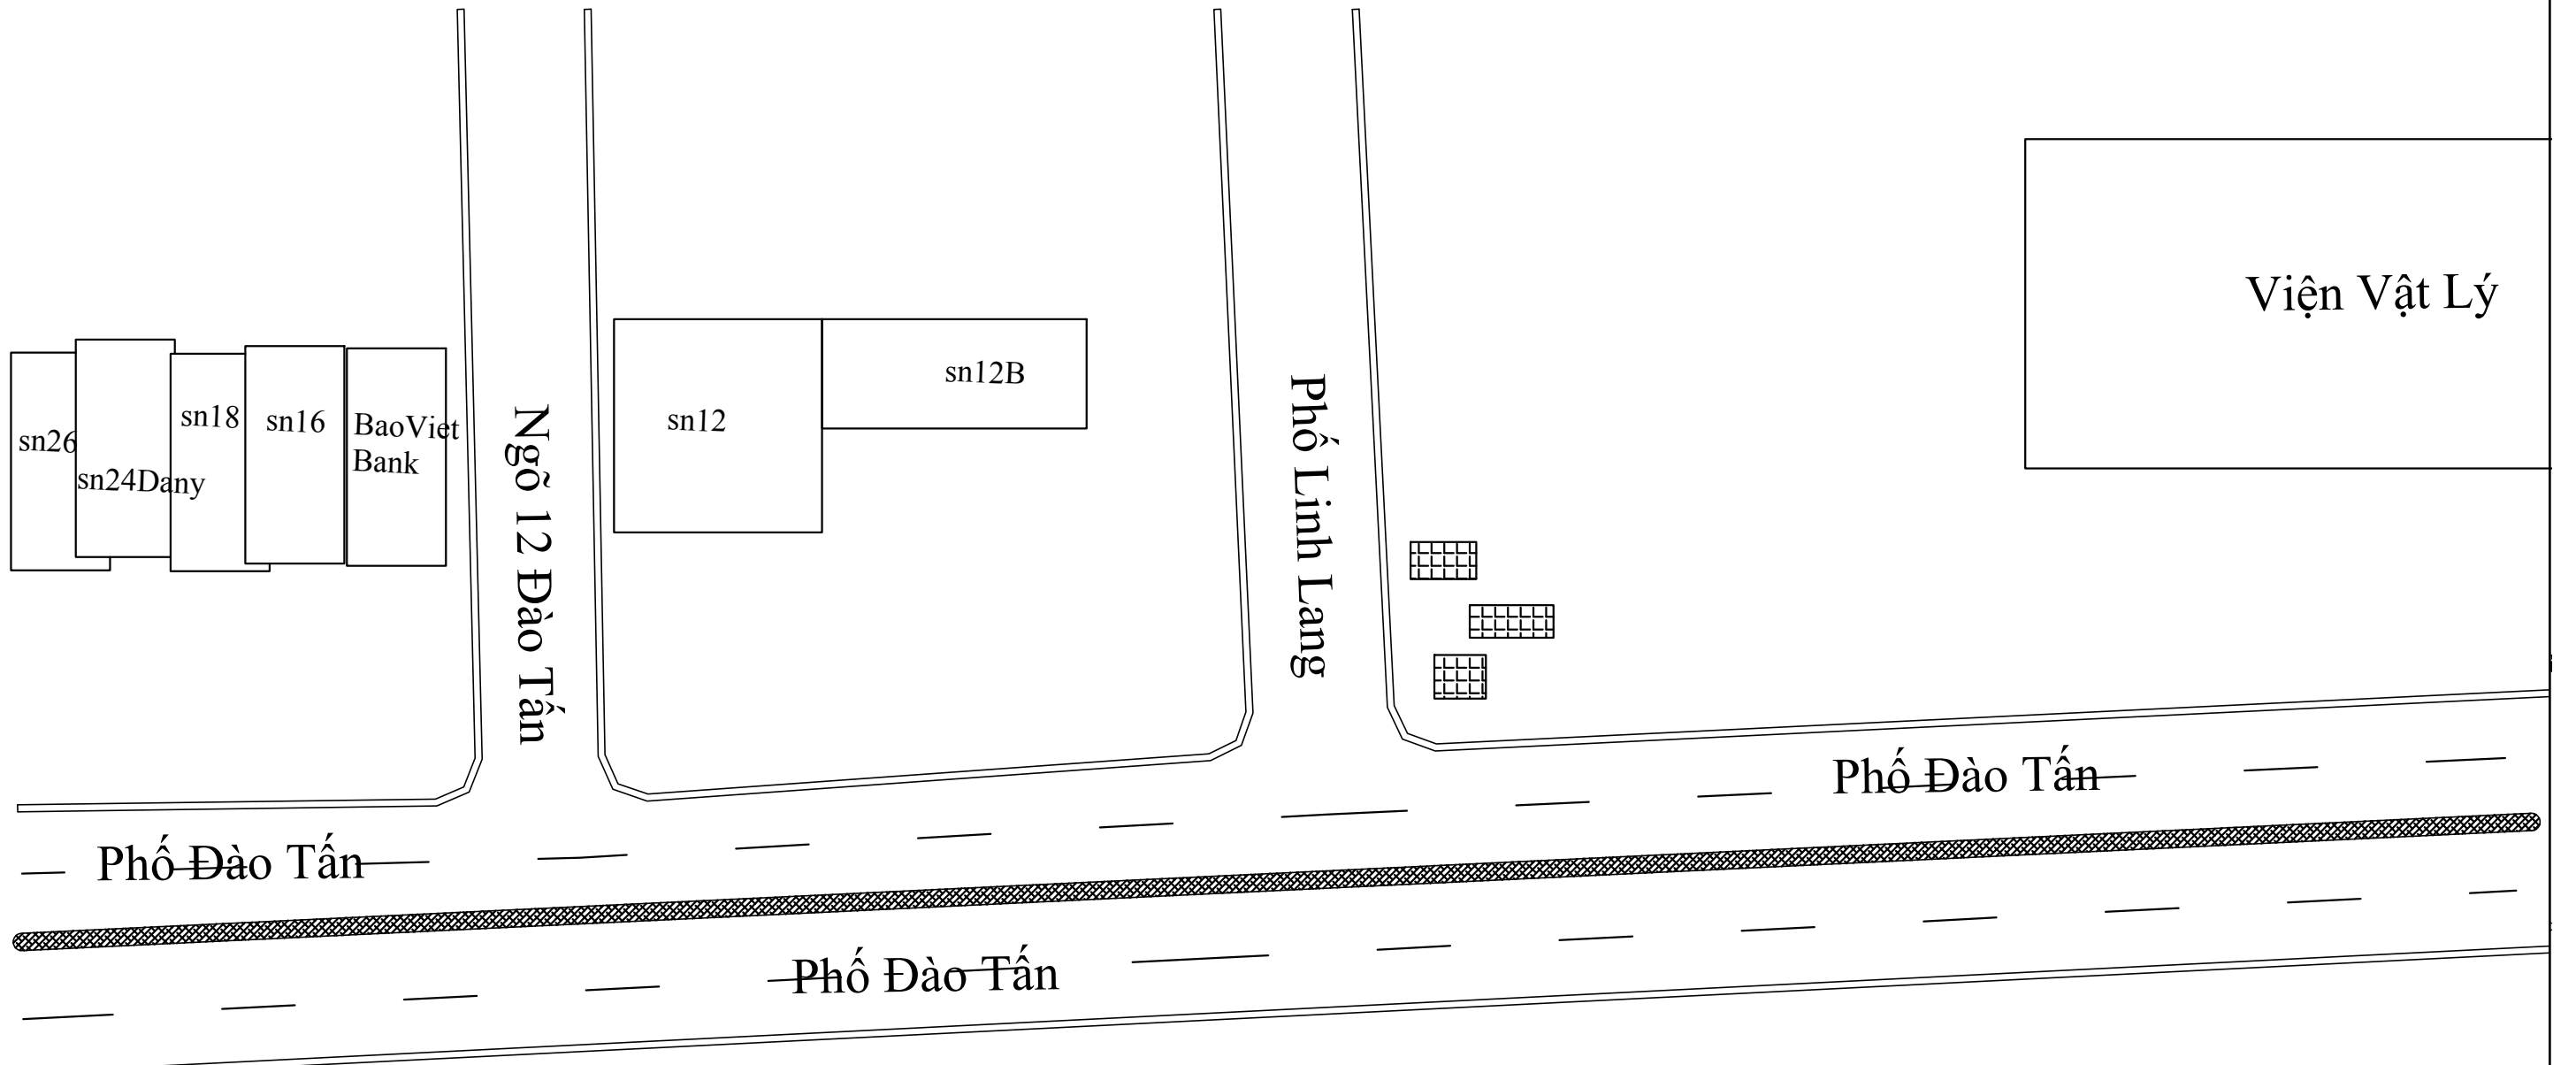 Viện Vật Lý
sn12B
sn18
sn16
BaoViet
Bank
sn12
sn26
sn24Dany
Ngõ 12 Đào Tấn
Phố Linh Lang
Phố Đào Tấn
Phố Đào Tấn
Phố Đào Tấn